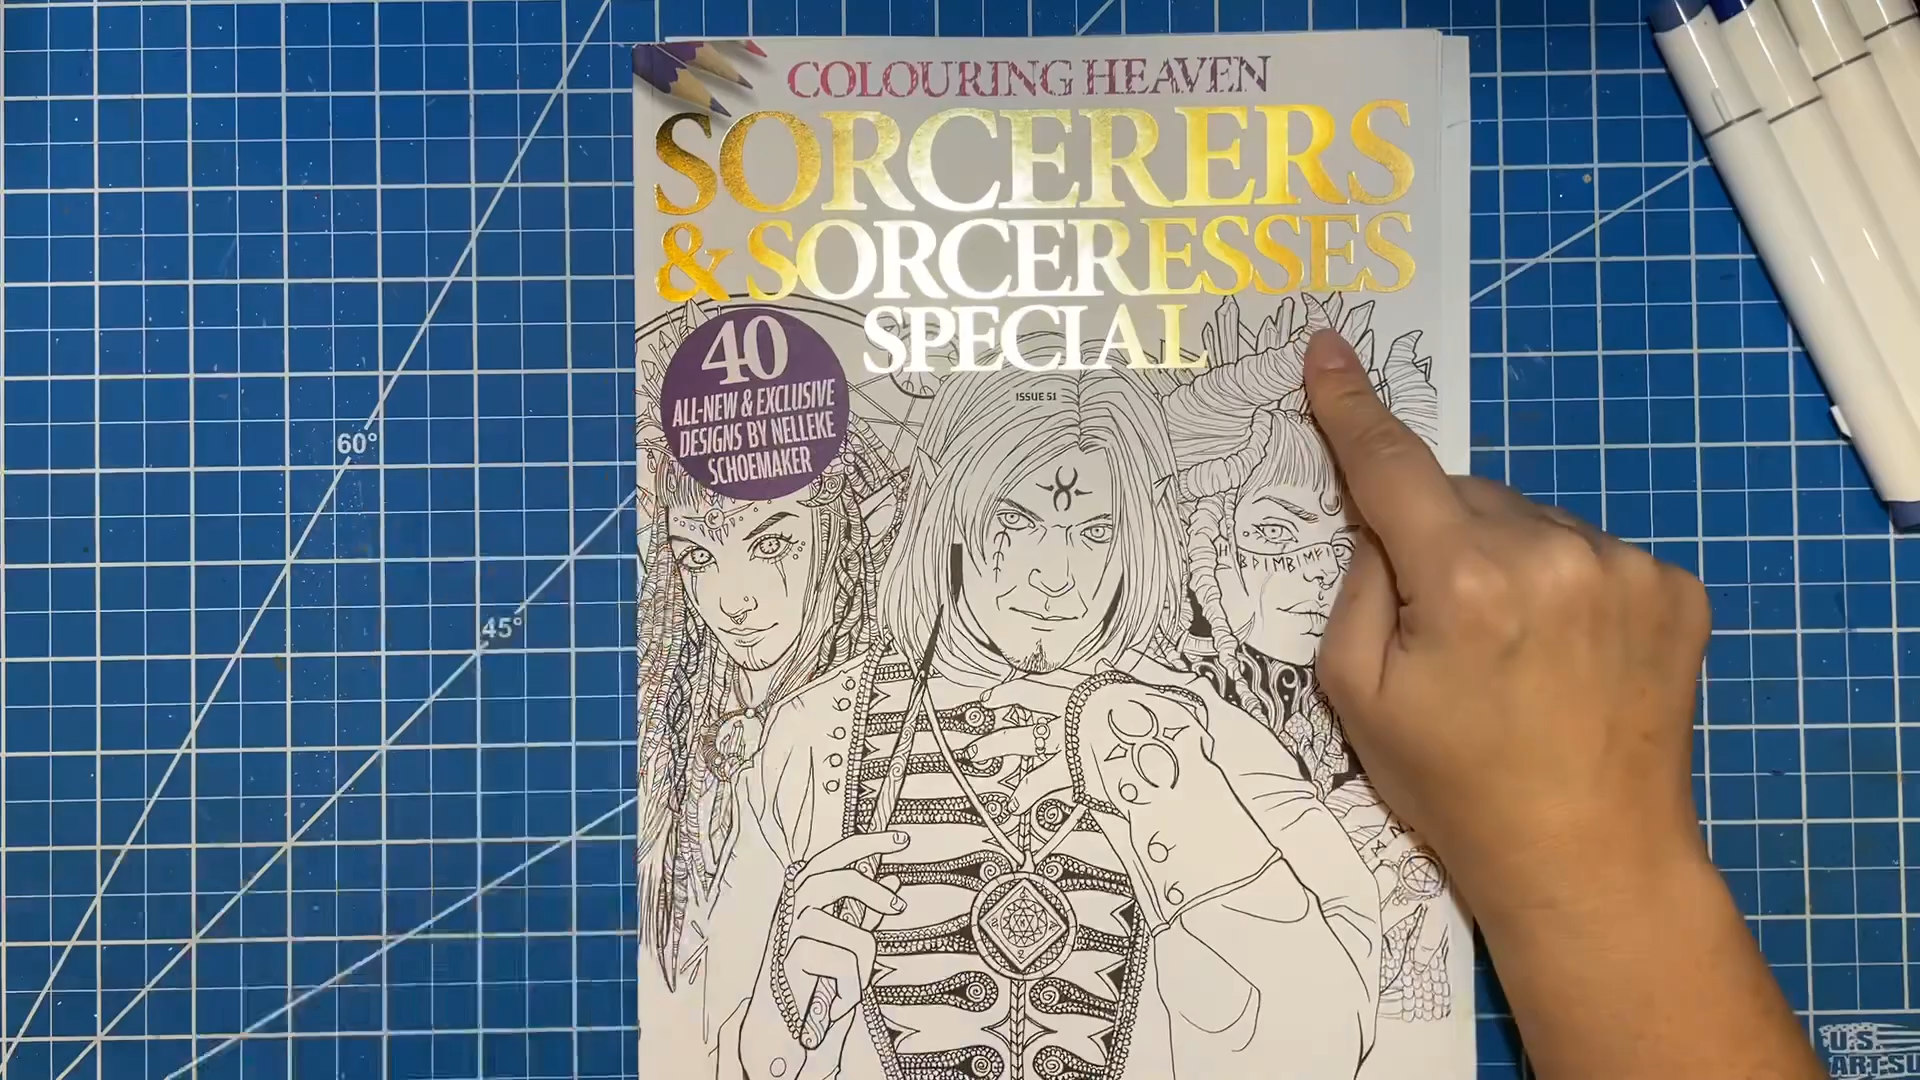 COLOURING HEAVEN
SORCERERS
& SORCERESSES
SPECIAL
ISSUE 51
40
ALL-NEW & EXCLUSIVE
DESIGNS BY NELLEKE
SCHOEMAKER
60°
45°
U.S.